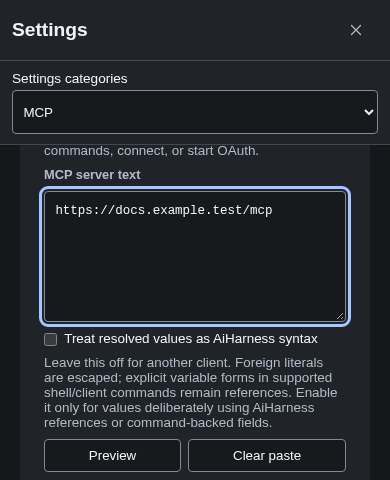 Settings
Settings categories
MCP
commands, connect, or start OAuth.
MCP server text
https://docs.example.test/mcp
Treat resolved values as AiHarness syntax
Leave this off for another client. Foreign literals
are escaped; explicit variable forms in supported
shell/client commands remain references. Enable
it only for values deliberately using AiHarness
references or command-backed fields.
Preview
Clear paste